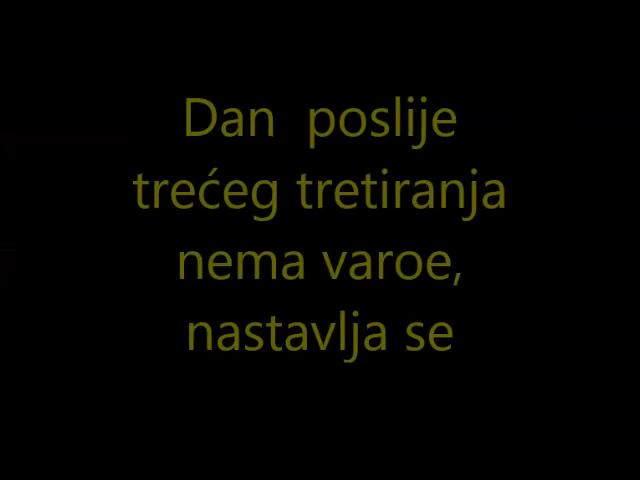 Dan  poslije
trećeg tretiranja
nema varoe,
nastavlja se